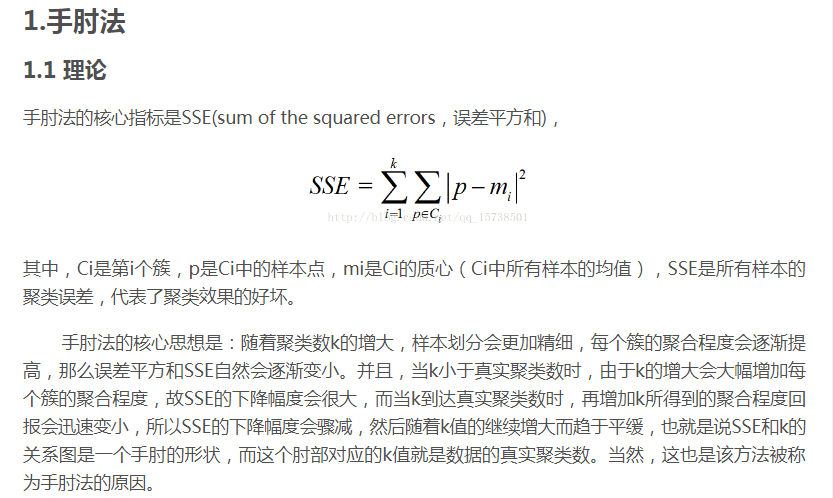 1.手肘法
1.1 理论
手肘法的核心指标是SSE(sum of the squared errors，误差平方和)，
SSE = \sum_{i=1}^{k} \sum_{p∈C_i} |p − m_i|^2
其中，Ci是第i个簇，p是Ci中的样本点，mi是Ci的质心（Ci中所有样本的均值），SSE是所有样本的
聚类误差，代表了聚类效果的好坏。
手肘法的核心思想是：随着聚类数k的增大，样本划分会更加精细，每个簇的聚合程度会逐渐提
高，那么误差平方和SSE自然会逐渐变小。并且，当k小于真实聚类数时，由于k的增大会大幅增加每
个簇的聚合程度，故SSE的下降幅度会很大，而当k到达真实聚类数时，再增加k所得到的聚合程度回
报会迅速变小，所以SSE的下降幅度会骤减，然后随着k值的继续增大而趋于平缓，也就是说SSE和k的
关系图是一个手肘的形状，而这个肘部对应的k值就是数据的真实聚类数。当然，这也是该方法被称
为手肘法的原因。